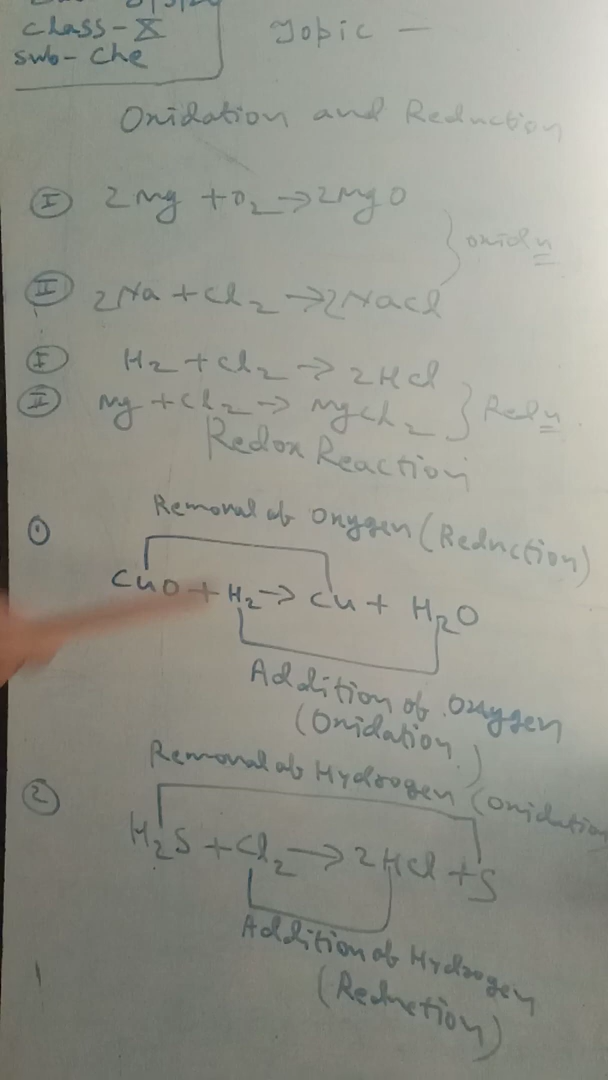 Class-X
Sub-Che
Topic —
Oxidation and Reduction
(I) 2Mg + O2 → 2MgO
} Oxidn
(II) 2Na + Cl2 → 2NaCl
(I) H2 + Cl2 → 2HCl
(II) Mg + Cl2 → MgCl2 } Redn.
Redox Reaction
① Removal of Oxygen (Reduction)
CuO + H2 → Cu + H2O
Addition of Oxygen
(Oxidation)
② Removal of Hydrogen (Oxidation
H2S + Cl2 → 2HCl + S
Addition of Hydrogen
(Reduction)